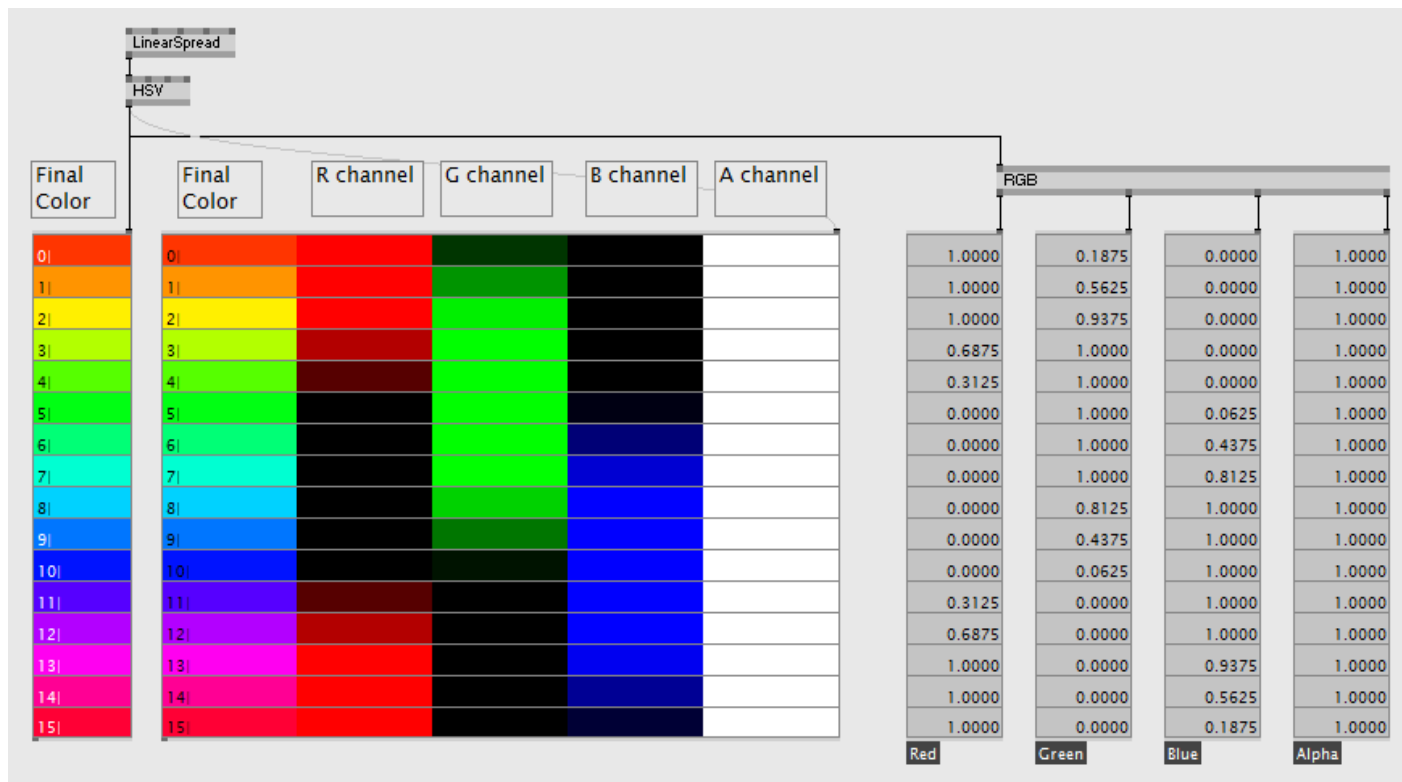 LinearSpread
HSV
Final
Color
Final
Color
R channel
G channel
B channel
A channel
RGB
0| 0| 1.0000 0.1875 0.0000 1.0000
1| 1| 1.0000 0.5625 0.0000 1.0000
2| 2| 1.0000 0.9375 0.0000 1.0000
3| 3| 0.6875 1.0000 0.0000 1.0000
4| 4| 0.3125 1.0000 0.0000 1.0000
5| 5| 0.0000 1.0000 0.0625 1.0000
6| 6| 0.0000 1.0000 0.4375 1.0000
7| 7| 0.0000 1.0000 0.8125 1.0000
8| 8| 0.0000 0.8125 1.0000 1.0000
9| 9| 0.0000 0.4375 1.0000 1.0000
10| 10| 0.0000 0.0625 1.0000 1.0000
11| 11| 0.3125 0.0000 1.0000 1.0000
12| 12| 0.6875 0.0000 1.0000 1.0000
13| 13| 1.0000 0.0000 0.9375 1.0000
14| 14| 1.0000 0.0000 0.5625 1.0000
15| 15| 1.0000 0.0000 0.1875 1.0000
Red Green Blue Alpha